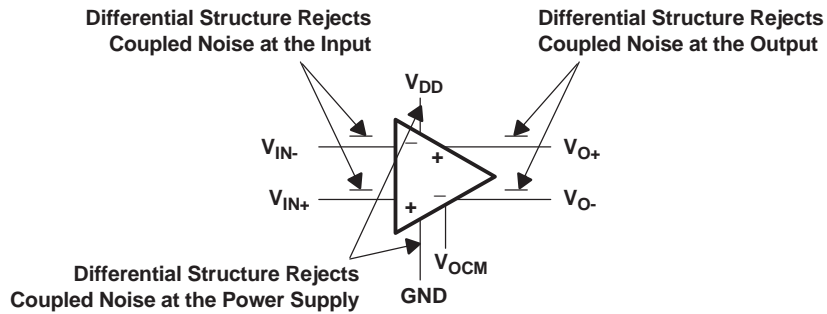 Differential Structure Rejects
Coupled Noise at the Input
Differential Structure Rejects
Coupled Noise at the Output
VDD
VIN-
–
+
VO+
VIN+
+
–
VO-
VOCM
Differential Structure Rejects
Coupled Noise at the Power Supply
GND